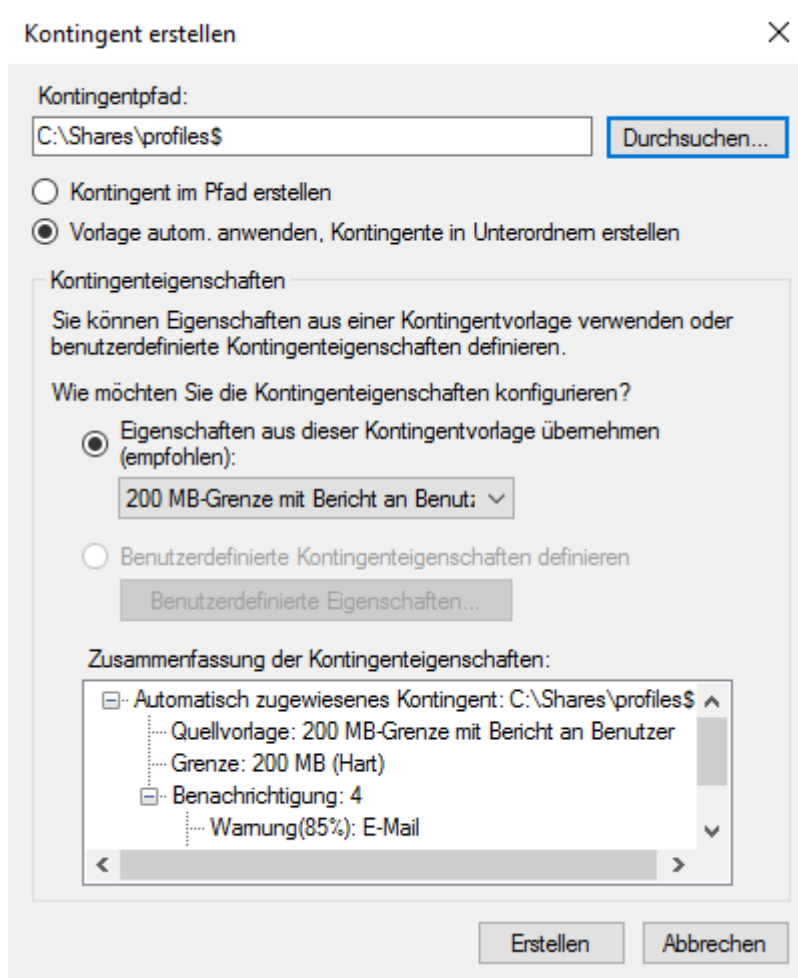 Kontingent erstellen
Kontingentpfad:
C:\Shares\profiles$
Durchsuchen...
Kontingent im Pfad erstellen
Vorlage autom. anwenden, Kontingente in Unterordnern erstellen
Kontingenteigenschaften
Sie können Eigenschaften aus einer Kontingentvorlage verwenden oder
benutzerdefinierte Kontingenteigenschaften definieren.
Wie möchten Sie die Kontingenteigenschaften konfigurieren?
Eigenschaften aus dieser Kontingentvorlage übernehmen
(empfohlen):
200 MB-Grenze mit Bericht an Benutz
Benutzerdefinierte Kontingenteigenschaften definieren
Benutzerdefinierte Eigenschaften...
Zusammenfassung der Kontingenteigenschaften:
Automatisch zugewiesenes Kontingent: C:\Shares\profiles$
Quellvorlage: 200 MB-Grenze mit Bericht an Benutzer
Grenze: 200 MB (Hart)
Benachrichtigung: 4
Warnung(85%): E-Mail
Erstellen
Abbrechen